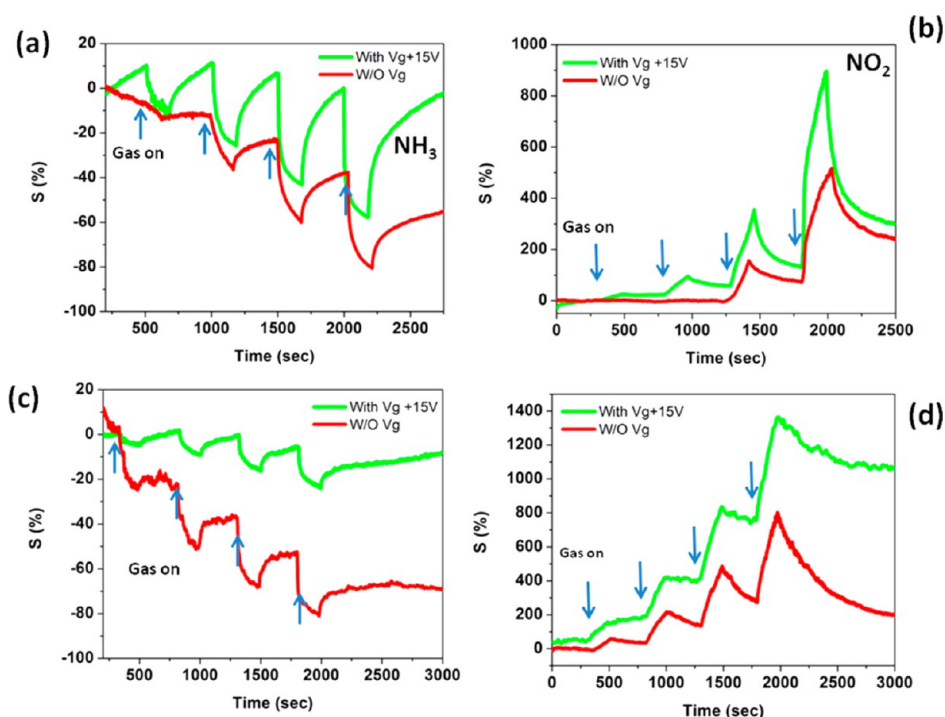 (a)
20
0
-20
-40
-60
-80
-100
S (%)
With Vg+15V
W/O Vg
Gas on
NH3
500 1000 1500 2000 2500
Time (sec)
(b)
1000
800
600
400
200
0
S (%)
With Vg +15V
W/O Vg
NO2
Gas on
0 500 1000 1500 2000 2500
Time (sec)
(c)
20
0
-20
-40
-60
-80
-100
S (%)
With Vg +15V
W/O Vg
Gas on
500 1000 1500 2000 2500 3000
Time (sec)
(d)
1400
1200
1000
800
600
400
200
0
S (%)
With Vg+15V
W/O Vg
Gas on
0 500 1000 1500 2000 2500 3000
Time (sec)